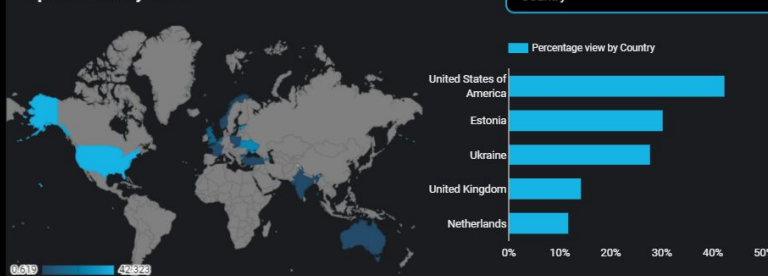 Percentage view by Country
United States of
America
Estonia
Ukraine
United Kingdom
Netherlands
0% 10% 20% 30% 40% 50%
0.619 42.323